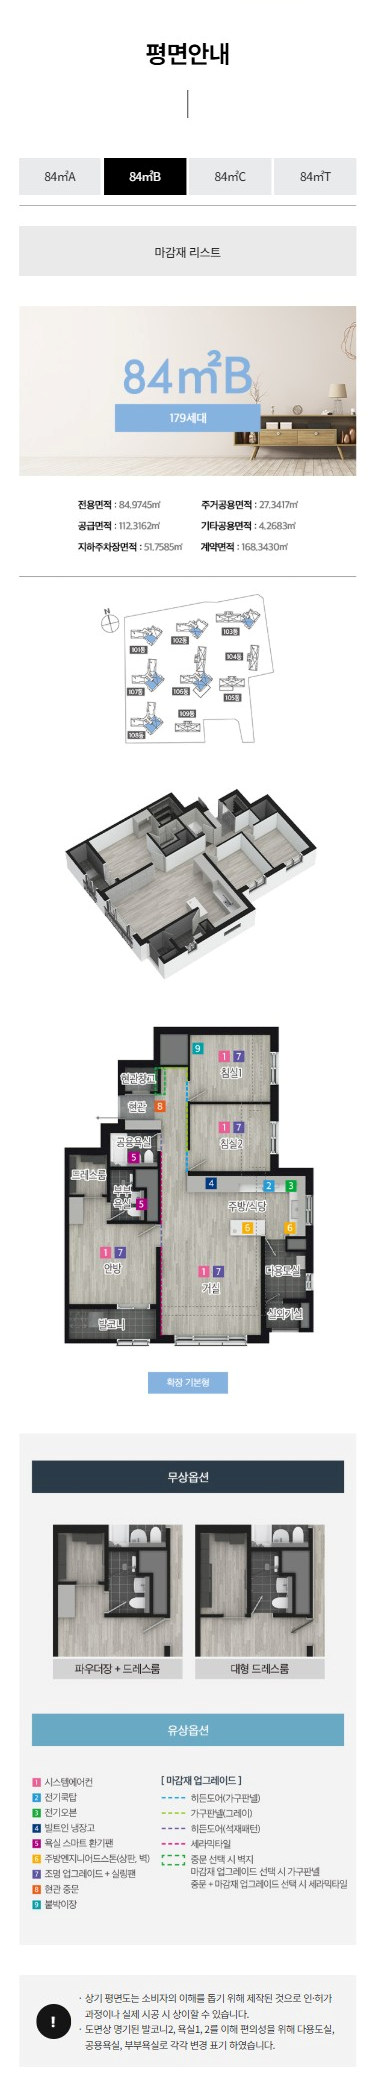 평면안내
84㎡A 84㎡B 84㎡C 84㎡T
마감재 리스트
84㎡B
179세대
전용면적 : 84.9745㎡ 주거공용면적 : 27.3417㎡
공급면적 : 112.3162㎡ 기타공용면적 : 4.2683㎡
지하주차장면적 : 51.7585㎡ 계약면적 : 168.3430㎡
N
103동
102동
101동
104동
107동 106동
105동
109동
108동
9 1 7
침실1
현관창고
현관 8
1 7
침실2
공용욕실
5
드레스룸
부부
욕실 5
4 2 3
주방/식당
6 6
1 7
안방
1 7
거실
다용도실
실외기실
발코니
확장 기본형
무상옵션
파우더장 + 드레스룸 대형 드레스룸
유상옵션
1 시스템에어컨
2 전기쿡탑
3 전기오븐
4 빌트인 냉장고
5 욕실 스마트 환기팬
6 주방엔지니어드스톤(상판, 벽)
7 조명 업그레이드 + 실링팬
8 현관 중문
9 붙박이장
[ 마감재 업그레이드 ]
히든도어(가구판넬)
가구판넬(그레이)
히든도어(석재패턴)
세라믹타일
중문 선택 시 벽지
마감재 업그레이드 선택 시 가구판넬
중문 + 마감재 업그레이드 선택 시 세라믹타일
!
· 상기 평면도는 소비자의 이해를 돕기 위해 제작된 것으로 인·허가
과정이나 실제 시공 시 상이할 수 있습니다.
· 도면상 명기된 발코니2, 욕실1, 2를 이해 편의성을 위해 다용도실,
공용욕실, 부부욕실로 각각 변경 표기 하였습니다.